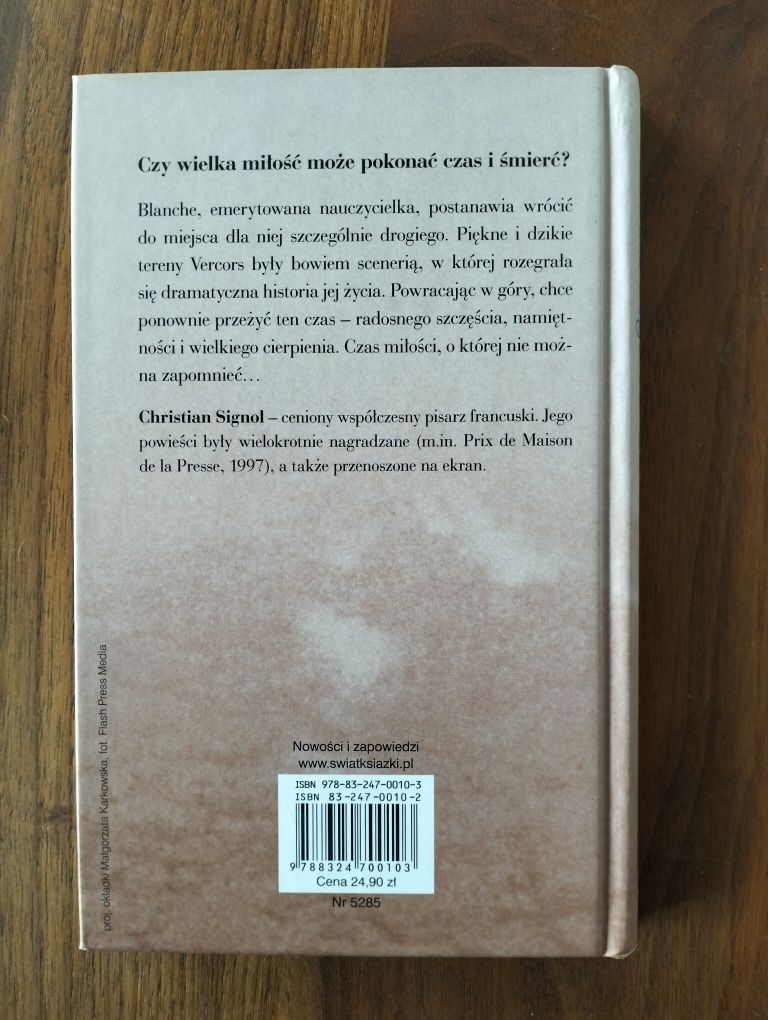 Czy wielka miłość może pokonać czas i śmierć?
Blanche, emerytowana nauczycielka, postanawia wrócić
do miejsca dla niej szczególnie drogiego. Piękne i dzikie
tereny Vercors były bowiem scenerią, w której rozegrała
się dramatyczna historia jej życia. Powracając w góry, chce
ponownie przeżyć ten czas – radosnego szczęścia, namięt-
ności i wielkiego cierpienia. Czas miłości, o której nie moż-
na zapomnieć…
Christian Signol – ceniony współczesny pisarz francuski. Jego
powieści były wielokrotnie nagradzane (m.in. Prix de Maison
de la Presse, 1997), a także przenoszone na ekran.
proj. okładki Małgorzata Karkowska, fot. Flash Press Media
Nowości i zapowiedzi
www.swiatksiazki.pl
ISBN 978-83-247-0010-3
ISBN 83-247-0010-2
9 788324 700103
Cena 24,90 zł
Nr 5285